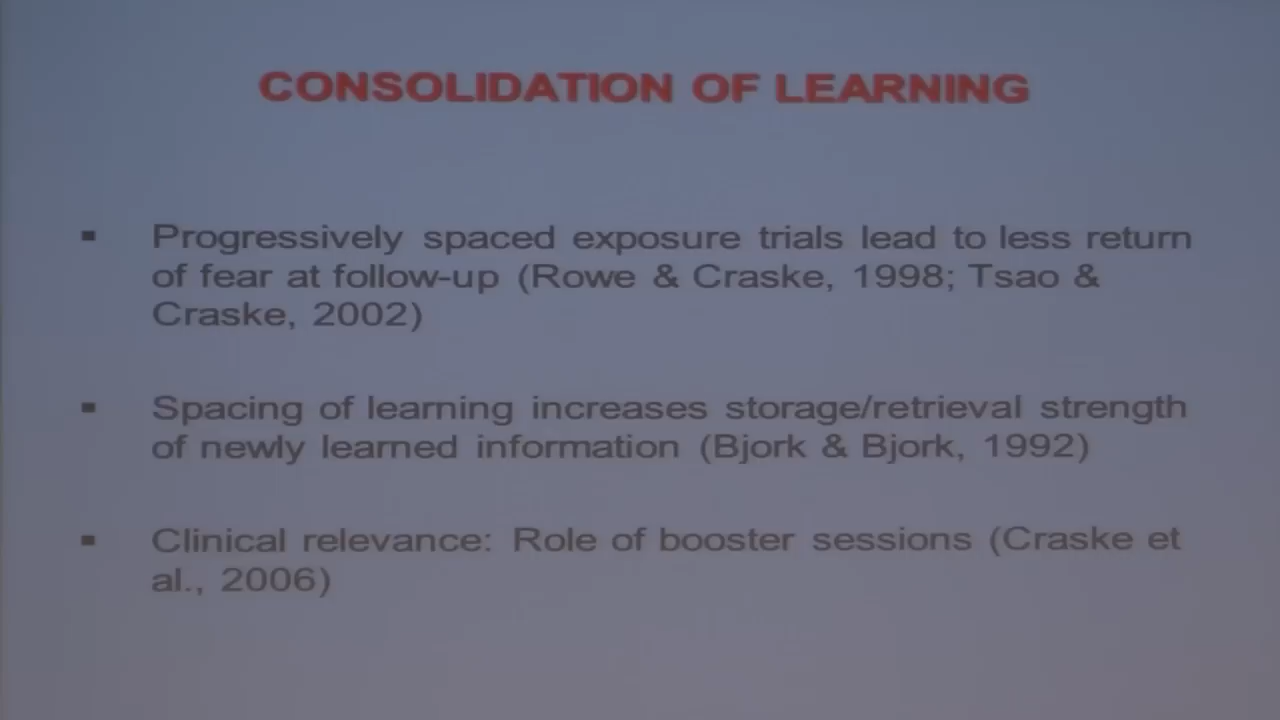 CONSOLIDATION OF LEARNING
▪ Progressively spaced exposure trials lead to less return
of fear at follow-up (Rowe & Craske, 1998; Tsao &
Craske, 2002)
▪ Spacing of learning increases storage/retrieval strength
of newly learned information (Bjork & Bjork, 1992)
▪ Clinical relevance: Role of booster sessions (Craske et
al., 2006)